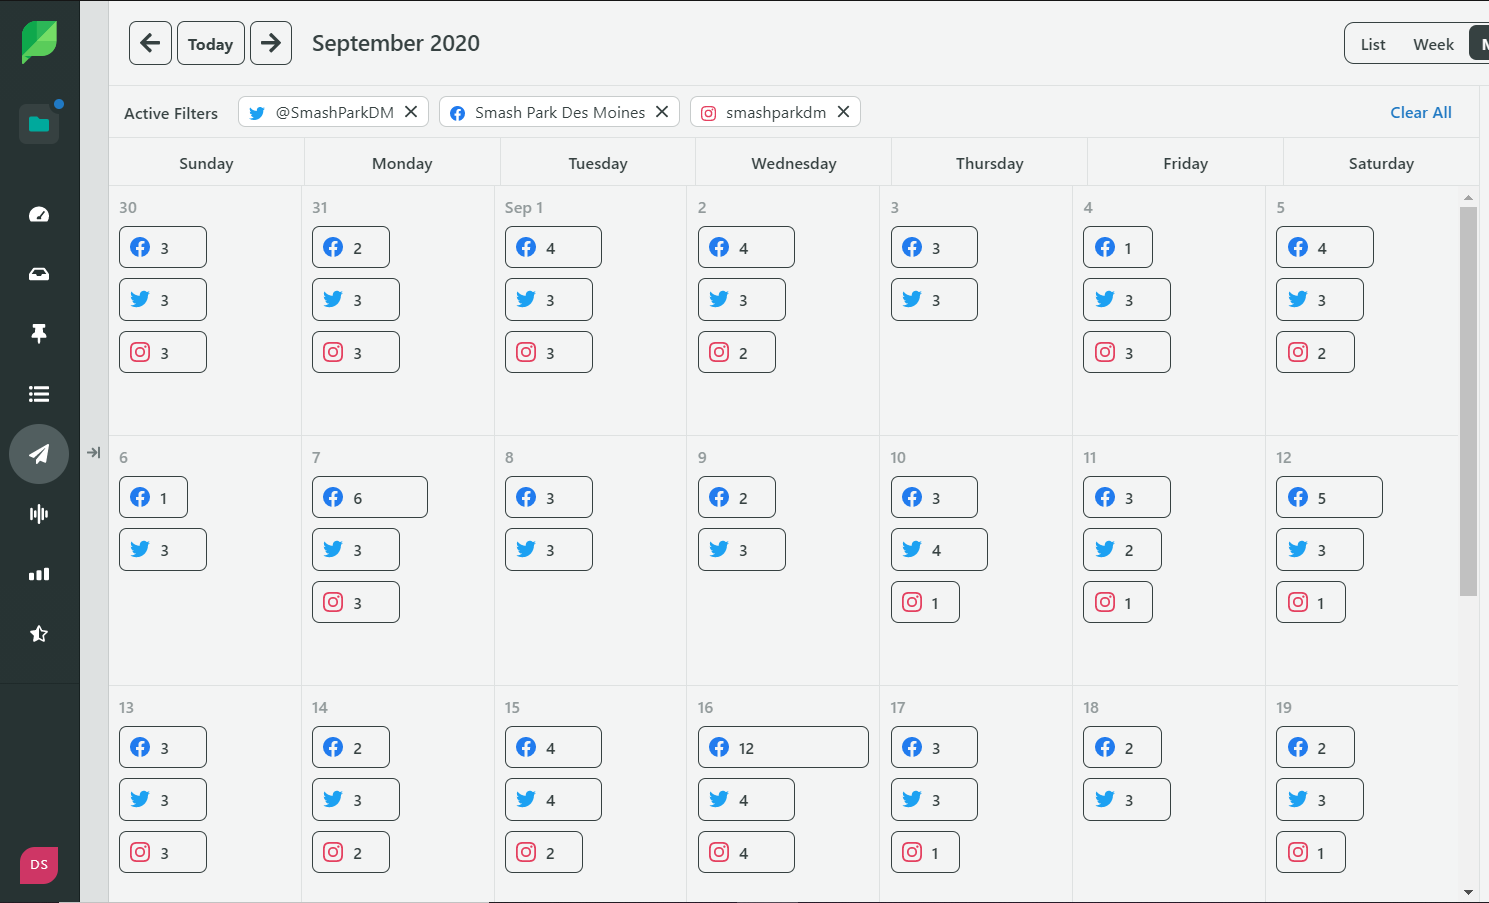 Today September 2020 List Week
Active Filters @SmashParkDM Smash Park Des Moines smashparkdm Clear All
Sunday Monday Tuesday Wednesday Thursday Friday Saturday
30 31 Sep 1 2 3 4 5
3 2 4 4 3 1 4
3 3 3 3 3 3 3
3 3 3 2 3 2
6 7 8 9 10 11 12
1 6 3 2 3 3 5
3 3 3 3 4 2 3
3 1 1 1
13 14 15 16 17 18 19
3 2 4 12 3 2 2
3 3 4 4 3 3 3
3 2 2 4 1 1
DS